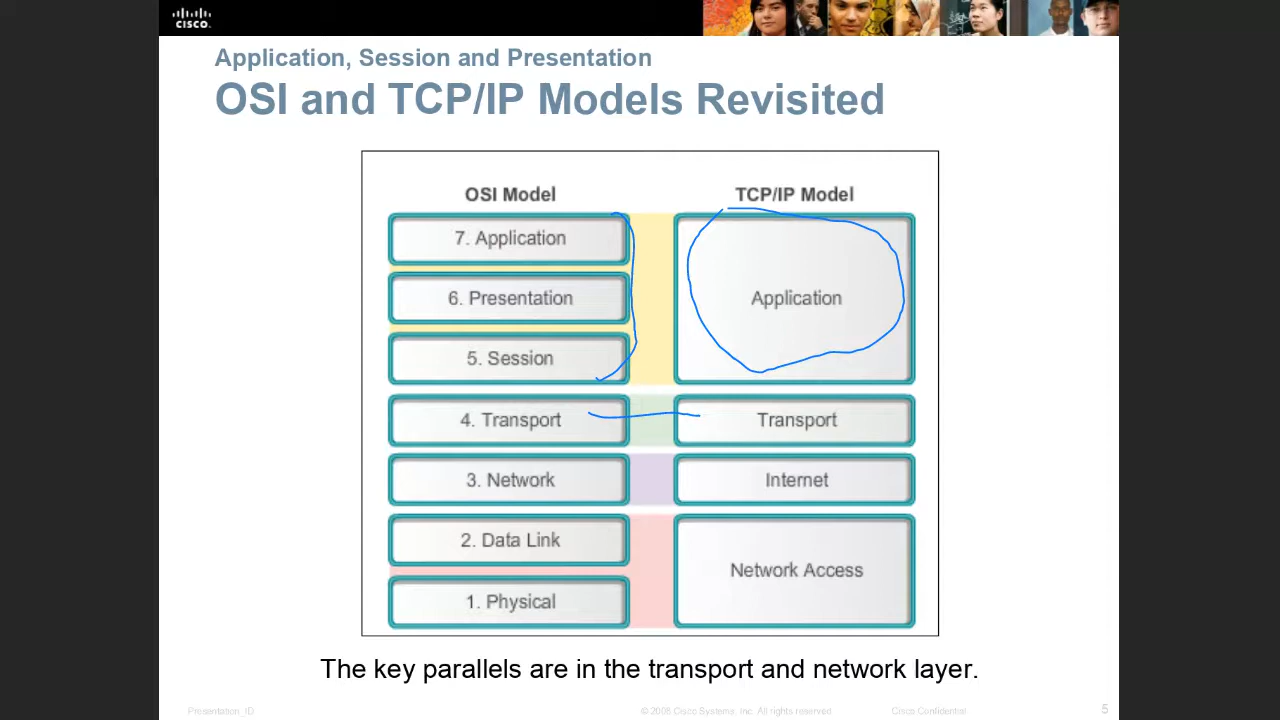 CISCO
Application, Session and Presentation
OSI and TCP/IP Models Revisited
OSI Model
TCP/IP Model
7. Application
6. Presentation
5. Session
Application
4. Transport
Transport
3. Network
Internet
2. Data Link
1. Physical
Network Access
The key parallels are in the transport and network layer.
Presentation_ID
© 2008 Cisco Systems, Inc. All rights reserved
Cisco Confidential
5